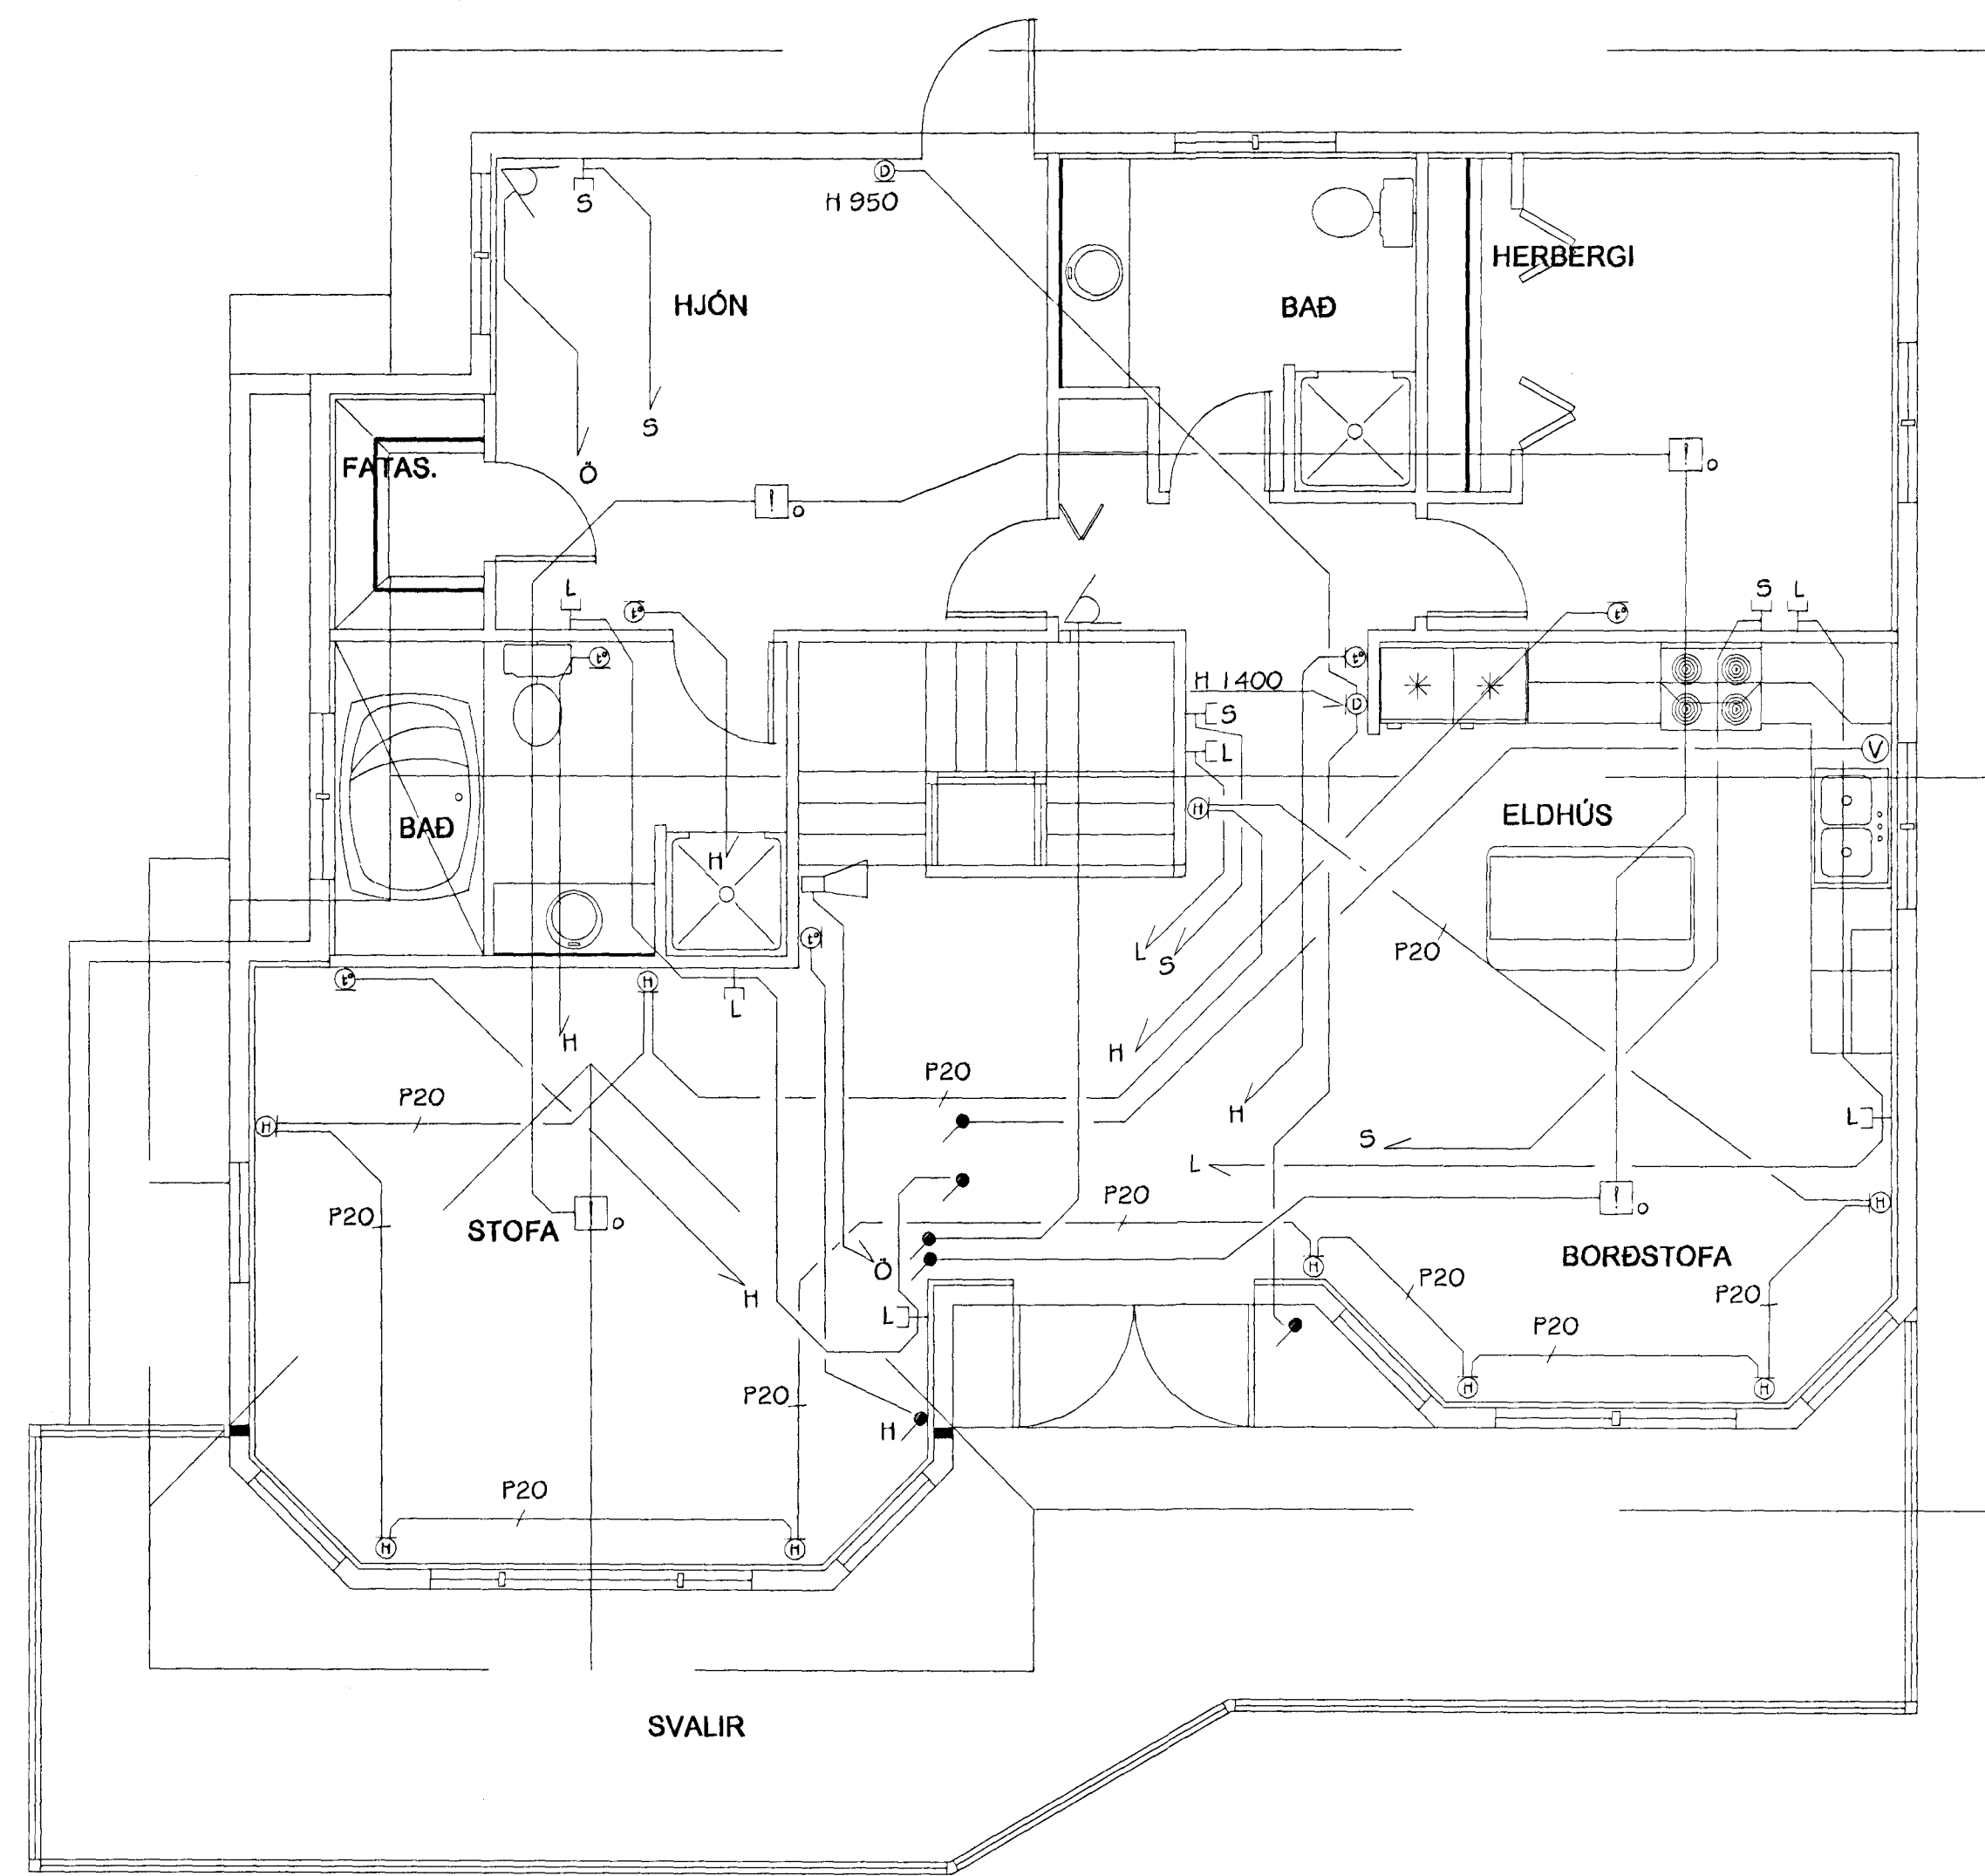 D
H 950
S
HJÓN
BAÐ
HERBERGI
S
Ö
FATAS.
! o
! o
L
t°
t°
S L
t°
t°
H 1400
D
S
L
V
H
ELDHÚS
BAÐ
H
t°
L
S
P20
t°
H
L
H
H
P20
P20
H
H
L
H
S
L
P20
P20
H
STOFA
! o
! o
Ö
BORÐSTOFA
H
P20
P20
H
L
P20
P20
H
H
H
P20
H
H
SVALIR